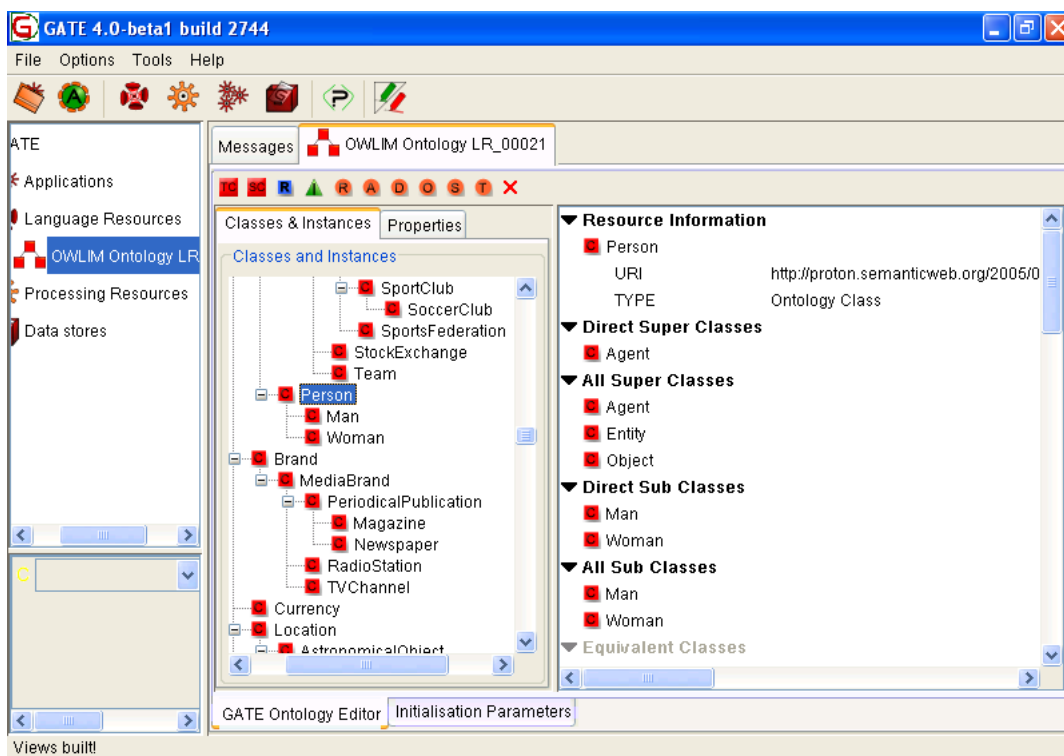 GATE 4.0-beta1 build 2744
File Options Tools Help
ATE
Applications
Language Resources
OWLIM Ontology LR
Processing Resources
Data stores
C
Messages
OWLIM Ontology LR_00021
TC SC R I R A D O S T
Classes & Instances
Properties
Classes and Instances
C SportClub
C SoccerClub
C SportsFederation
C StockExchange
C Team
C Person
C Man
C Woman
C Brand
C MediaBrand
C PeriodicalPublication
C Magazine
C Newspaper
C RadioStation
C TVChannel
C Currency
C Location
C AstronomicalObject
Resource Information
C Person
URI http://proton.semanticweb.org/2005/0
TYPE Ontology Class
Direct Super Classes
C Agent
All Super Classes
C Agent
C Entity
C Object
Direct Sub Classes
C Man
C Woman
All Sub Classes
C Man
C Woman
Equivalent Classes
GATE Ontology Editor
Initialisation Parameters
Views built!